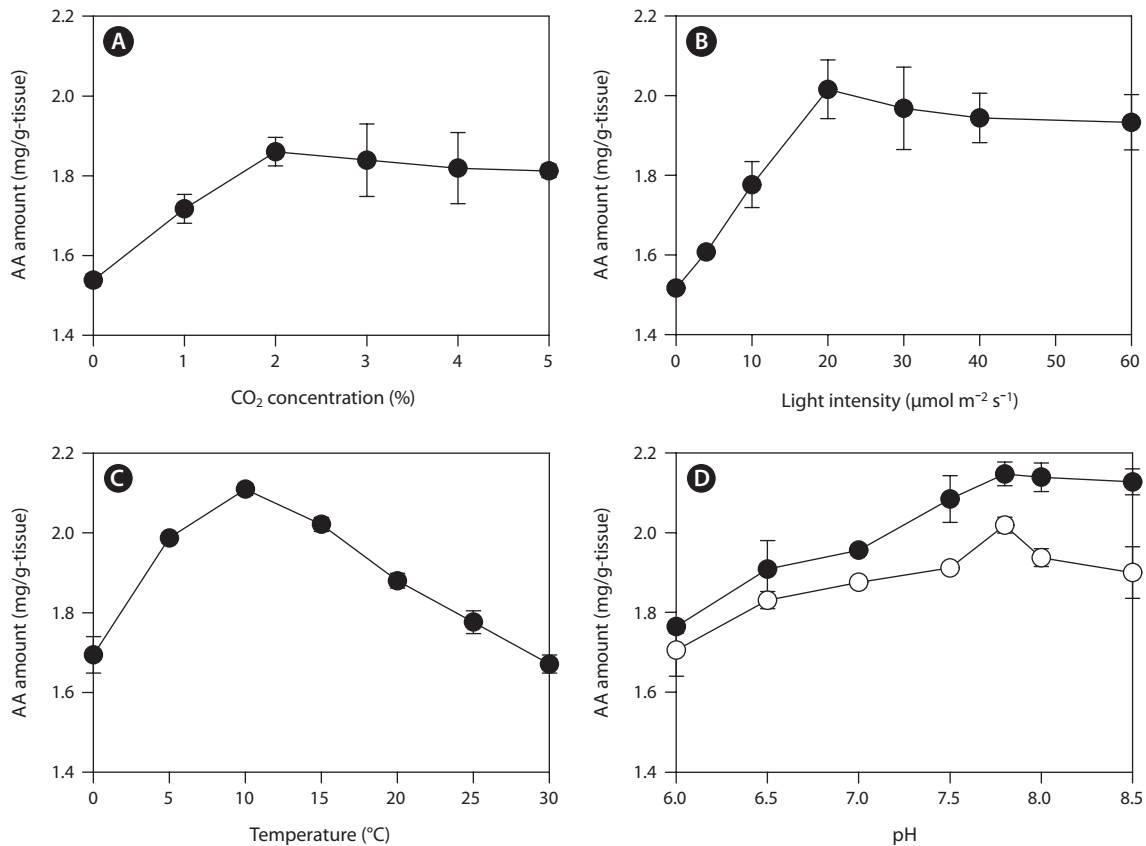 A
AA amount (mg/g-tissue)
2.2
2.0
1.8
1.6
1.4
0 1 2 3 4 5
CO₂ concentration (%)
B
AA amount (mg/g-tissue)
2.2
2.0
1.8
1.6
1.4
0 10 20 30 40 50 60
Light intensity (µmol m⁻² s⁻¹)
C
AA amount (mg/g-tissue)
2.2
2.0
1.8
1.6
1.4
0 5 10 15 20 25 30
Temperature (°C)
D
AA amount (mg/g-tissue)
2.2
2.0
1.8
1.6
1.4
6.0 6.5 7.0 7.5 8.0 8.5
pH